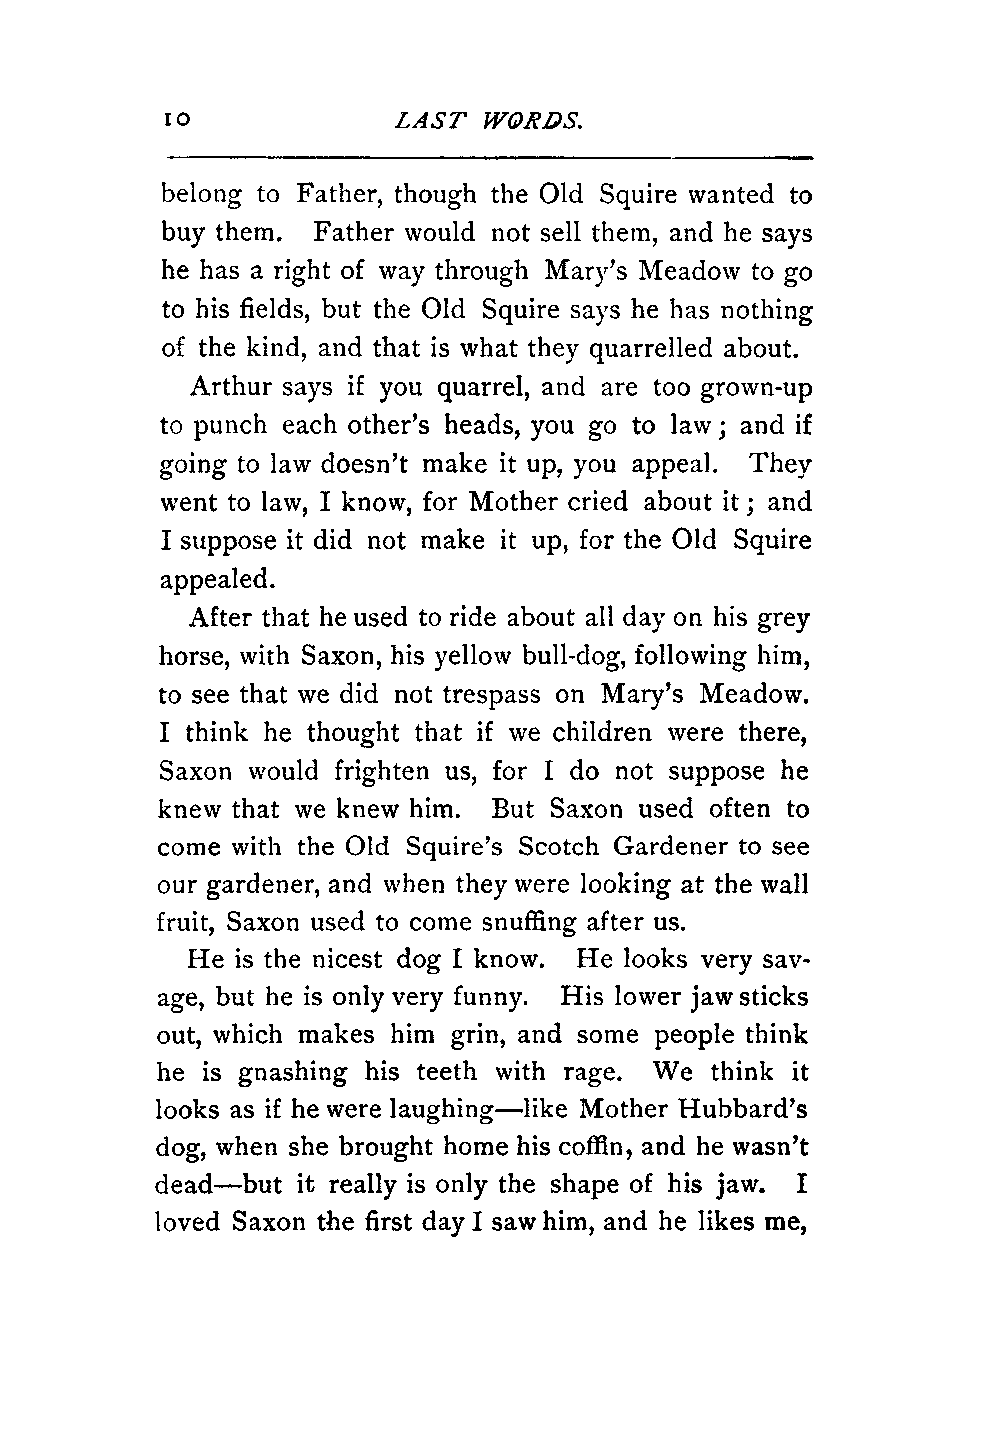 10 LAST WORDS.
belong to Father, though the Old Squire wanted to
buy them. Father would not sell them, and he says
he has a right of way through Mary's Meadow to go
to his fields, but the Old Squire says he has nothing
of the kind, and that is what they quarrelled about.
Arthur says if you quarrel, and are too grown-up
to punch each other's heads, you go to law; and if
going to law doesn't make it up, you appeal. They
went to law, I know, for Mother cried about it; and
I suppose it did not make it up, for the Old Squire
appealed.
After that he used to ride about all day on his grey
horse, with Saxon, his yellow bull-dog, following him,
to see that we did not trespass on Mary's Meadow.
I think he thought that if we children were there,
Saxon would frighten us, for I do not suppose he
knew that we knew him. But Saxon used often to
come with the Old Squire's Scotch Gardener to see
our gardener, and when they were looking at the wall
fruit, Saxon used to come snuffing after us.
He is the nicest dog I know. He looks very sav-
age, but he is only very funny. His lower jaw sticks
out, which makes him grin, and some people think
he is gnashing his teeth with rage. We think it
looks as if he were laughing—like Mother Hubbard's
dog, when she brought home his coffin, and he wasn't
dead—but it really is only the shape of his jaw. I
loved Saxon the first day I saw him, and he likes me,